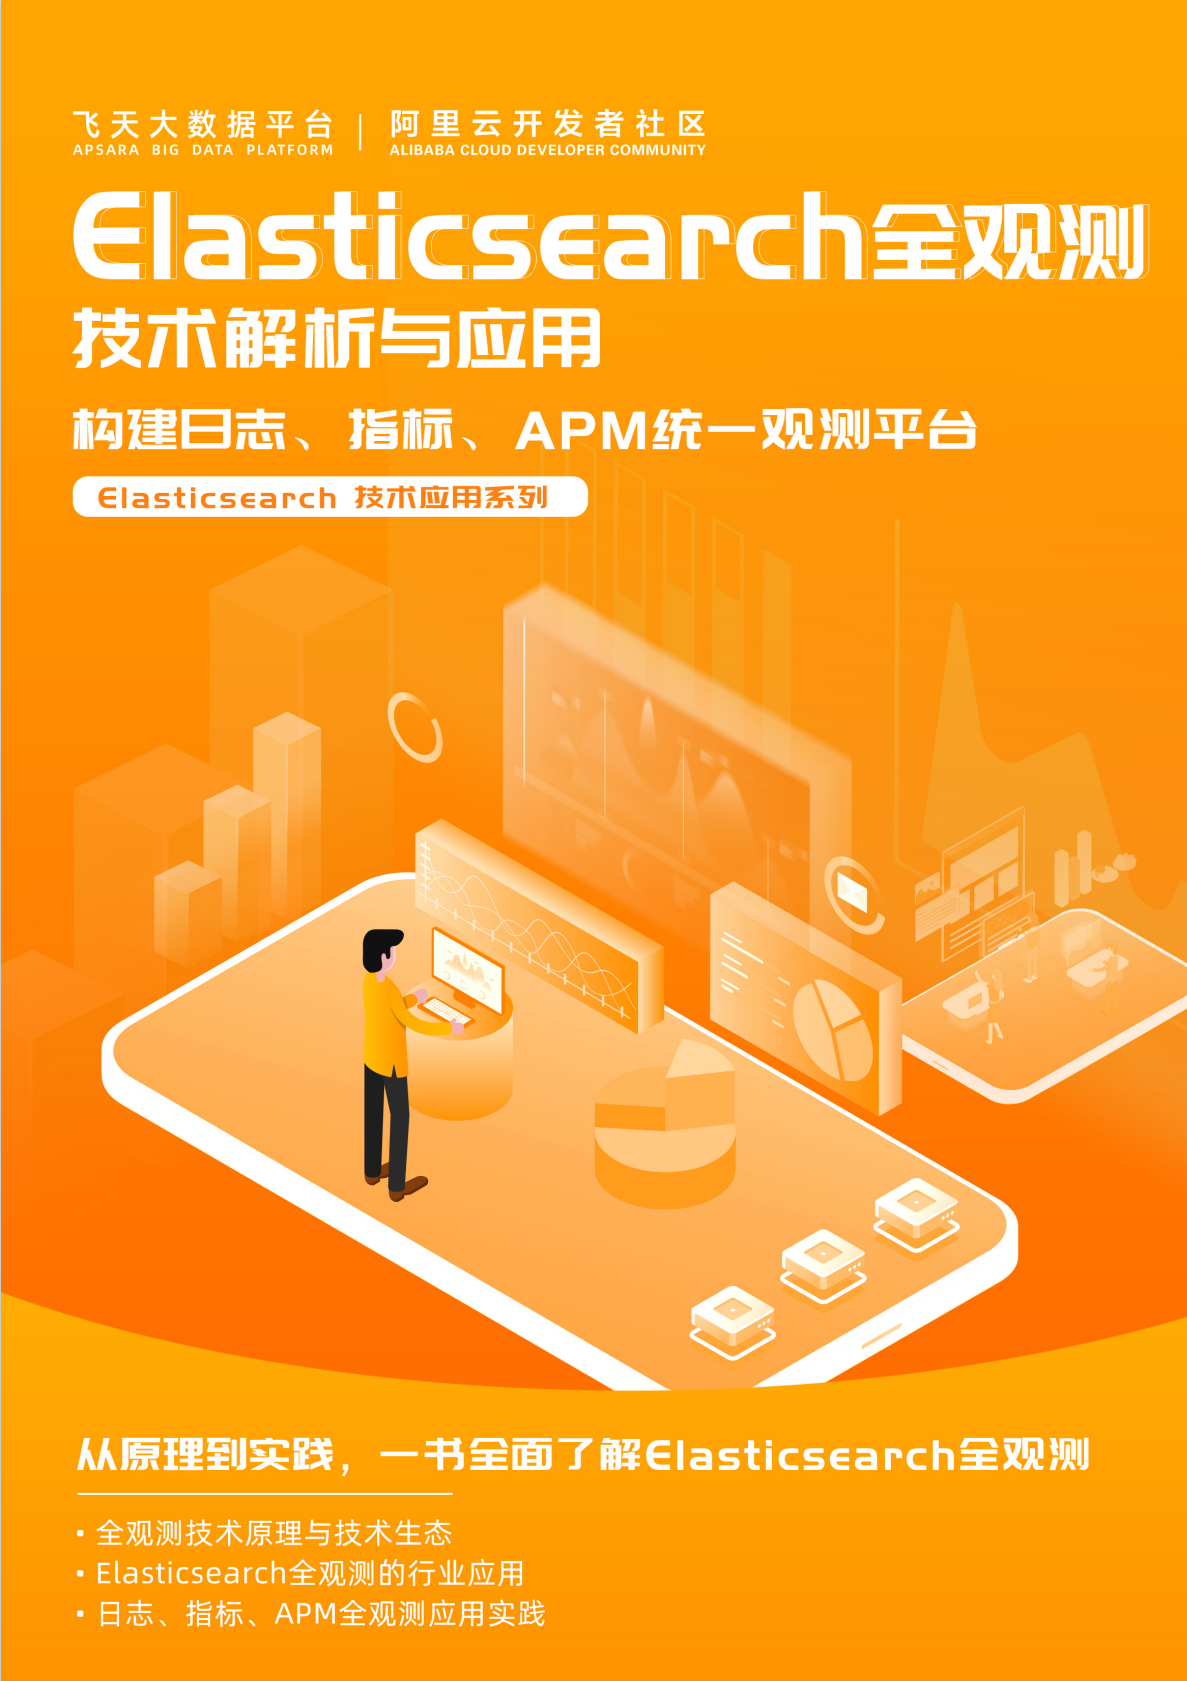 飞天大数据平台 | 阿里云开发者社区
APSARA BIG DATA PLATFORM ALIBABA CLOUD DEVELOPER COMMUNITY
Elasticsearch全观测
技术解析与应用
构建日志、指标、APM统一观测平台
Elasticsearch 技术应用系列
从原理到实践，一书全面了解Elasticsearch全观测
· 全观测技术原理与技术生态
· Elasticsearch全观测的行业应用
· 日志、指标、APM全观测应用实践